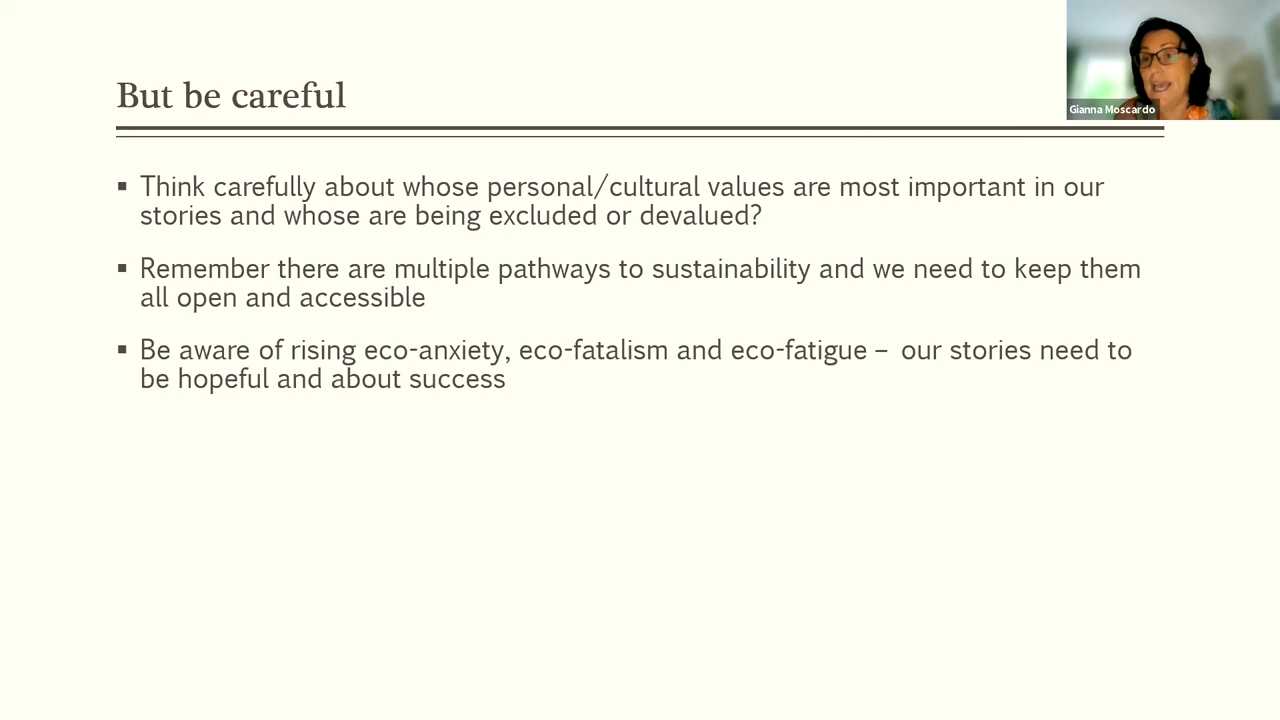 But be careful
Gianna Moscardo
▪ Think carefully about whose personal/cultural values are most important in our
stories and whose are being excluded or devalued?
▪ Remember there are multiple pathways to sustainability and we need to keep them
all open and accessible
▪ Be aware of rising eco-anxiety, eco-fatalism and eco-fatigue – our stories need to
be hopeful and about success